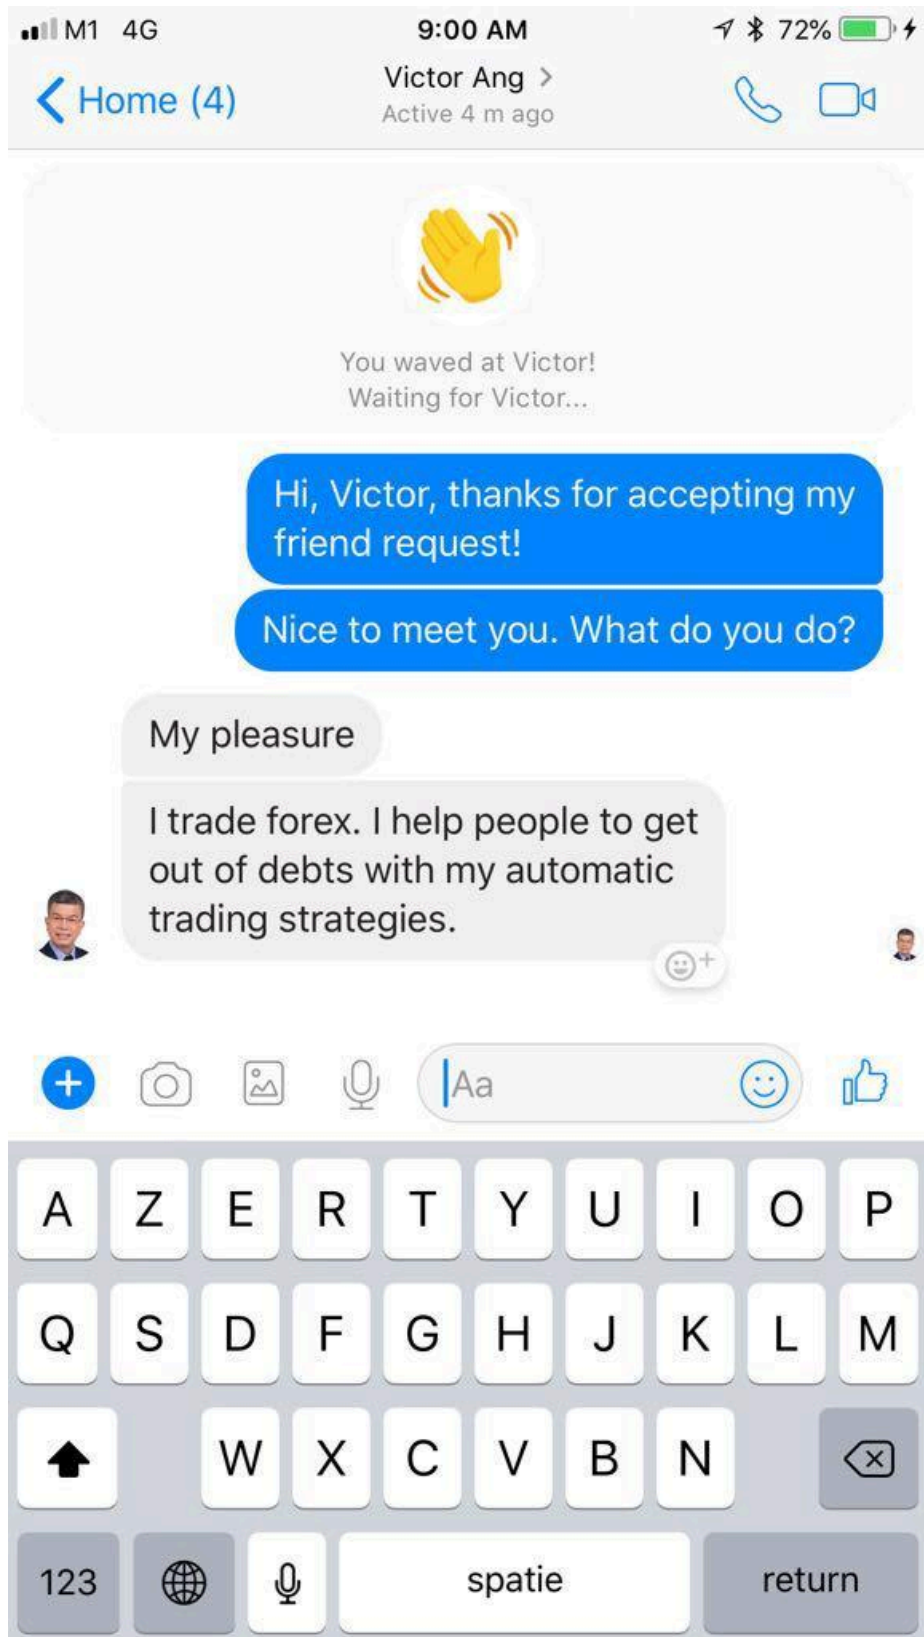 M1 4G 9:00 AM 72%
Home (4) Victor Ang >
Active 4 m ago
You waved at Victor!
Waiting for Victor...
Hi, Victor, thanks for accepting my
friend request!
Nice to meet you. What do you do?
My pleasure
I trade forex. I help people to get
out of debts with my automatic
trading strategies.
Aa
A Z E R T Y U I O P
Q S D F G H J K L M
W X C V B N
123 spatie return